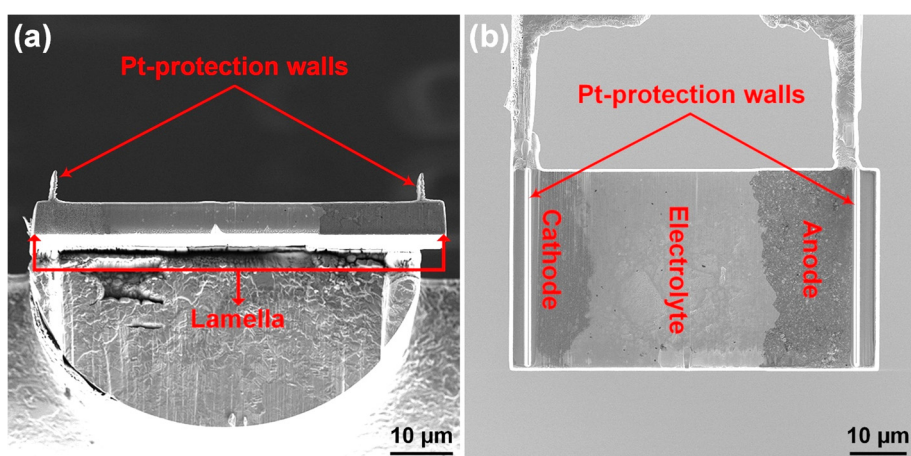 (a)
Pt-protection walls
Lamella
10 µm
(b)
Pt-protection walls
Cathode
Electrolyte
Anode
10 µm